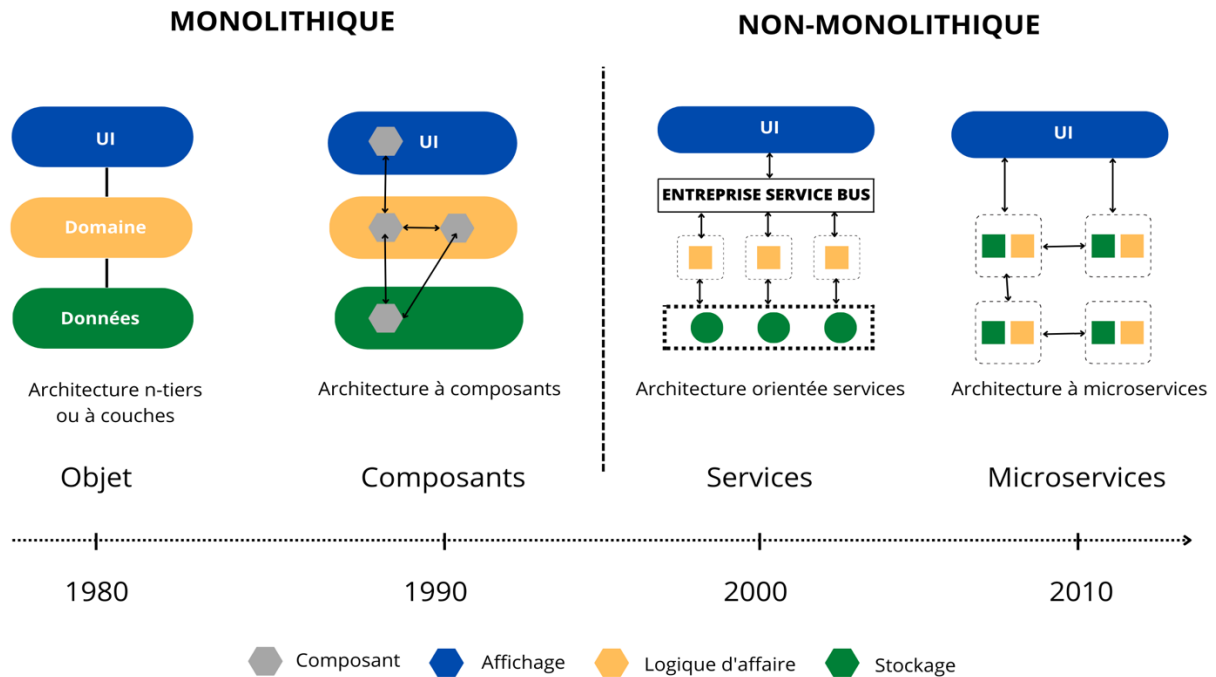 MONOLITHIQUE
NON-MONOLITHIQUE
UI
Domaine
Données
Architecture n-tiers
ou à couches
UI
Architecture à composants
UI
ENTREPRISE SERVICE BUS
Architecture orientée services
UI
Architecture à microservices
Objet
Composants
Services
Microservices
1980
1990
2000
2010
Composant
Affichage
Logique d'affaire
Stockage